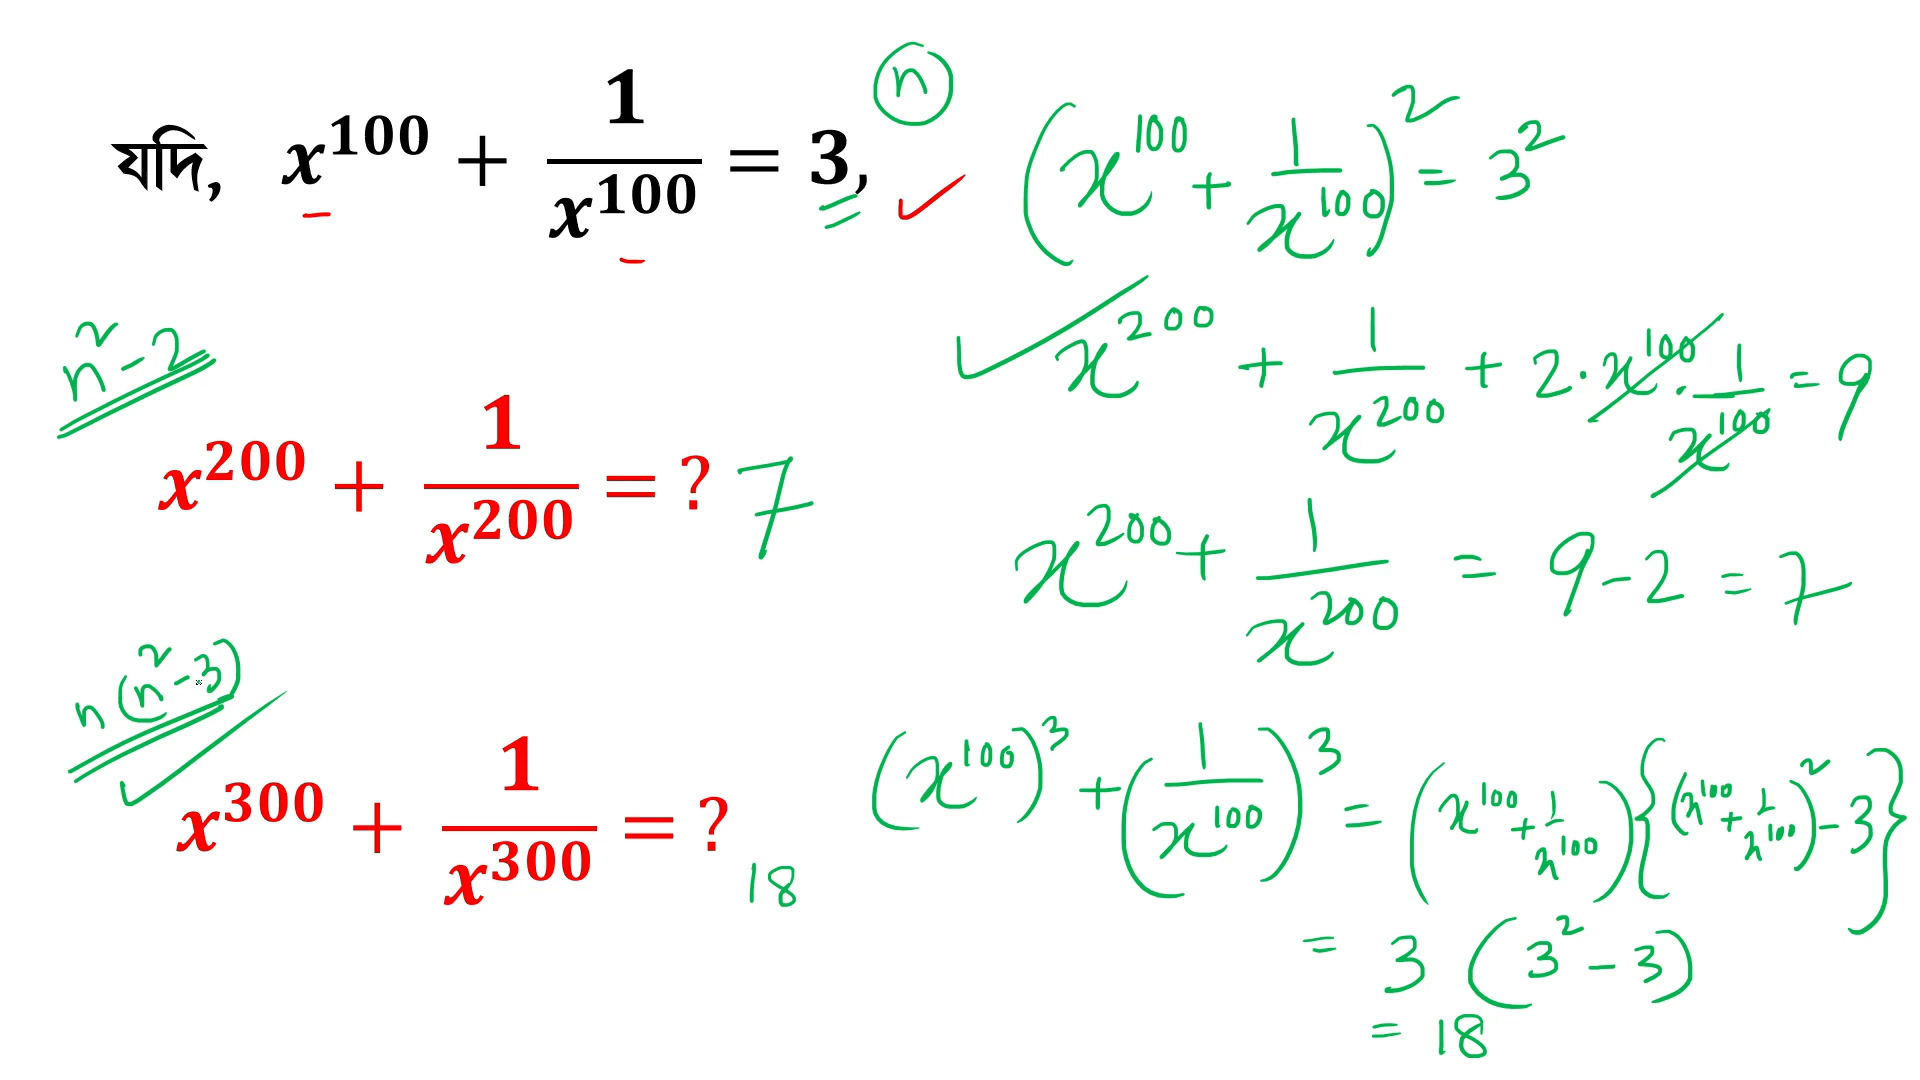 যদি, x^100 + 1/x^100 = 3,
n
(x^100 + 1/x^100)^2 = 3^2
x^200 + 1/x^200 + 2·x^100·1/x^100 = 9
n^2 - 2
x^200 + 1/x^200 = ? 7
x^200 + 1/x^200 = 9 - 2 = 7
n(n^2 - 3)
x^300 + 1/x^300 = ? 18
(x^100)^3 + (1/x^100)^3 = (x^100 + 1/x^100){(x^100 + 1/x^100)^2 - 3}
= 3 (3^2 - 3)
= 18